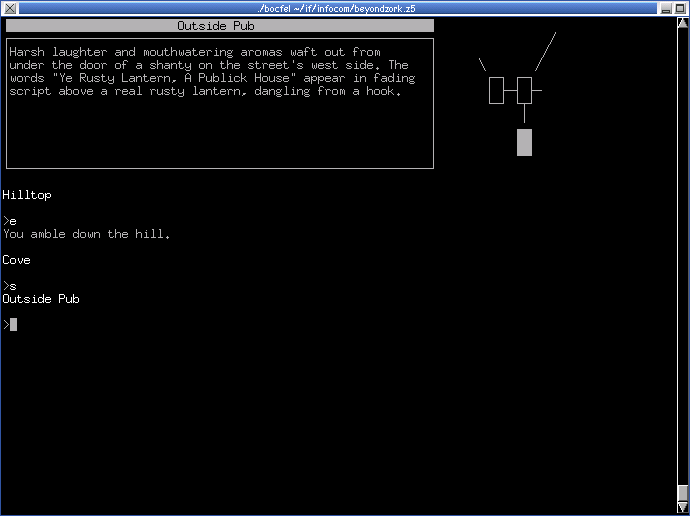 ./bocfel ~/if/infocom/beyondzork.z5
Outside Pub
Harsh laughter and mouthwatering aromas waft out from
under the door of a shanty on the street's west side. The
words "Ye Rusty Lantern, A Publick House" appear in fading
script above a real rusty lantern, dangling from a hook.
Hilltop
>e
You amble down the hill.
Cove
>s
Outside Pub
>